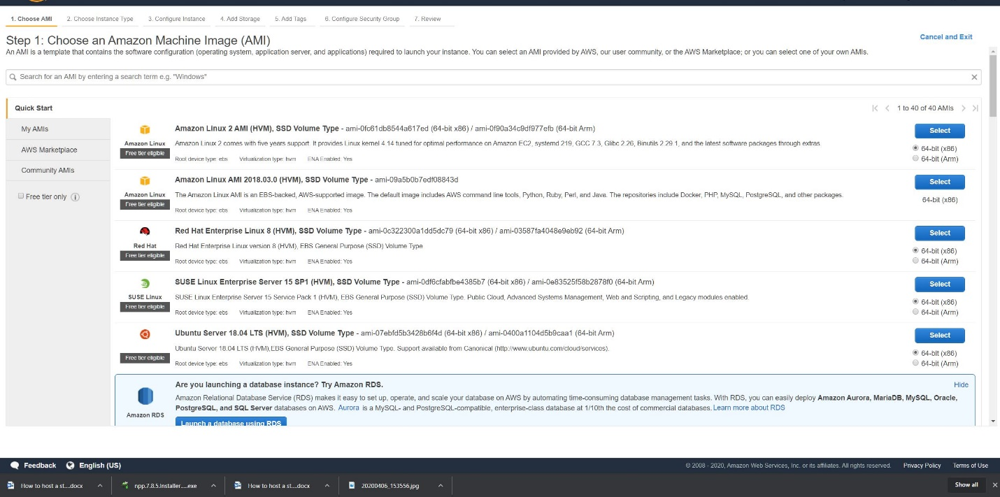 1. Choose AMI 2. Choose Instance Type 3. Configure Instance 4. Add Storage 5. Add Tags 6. Configure Security Group 7. Review
Step 1: Choose an Amazon Machine Image (AMI)
Cancel and Exit
An AMI is a template that contains the software configuration (operating system, application server, and applications) required to launch your instance. You can select an AMI provided by AWS, our user community, or the AWS Marketplace; or you can select one of your own AMIs.
Search for an AMI by entering a search term e.g. "Windows"
Quick Start
1 to 40 of 40 AMIs
My AMIs
AWS Marketplace
Community AMIs
Free tier only
Amazon Linux
Free tier eligible
Amazon Linux 2 AMI (HVM), SSD Volume Type - ami-0fc61db8544a617ed (64-bit x86) / ami-0f90a34c9df977efb (64-bit Arm)
Amazon Linux 2 comes with five years support. It provides Linux kernel 4.14 tuned for optimal performance on Amazon EC2, systemd 219, GCC 7.3, Glibc 2.26, Binutils 2.29.1, and the latest software packages through extras.
Root device type: ebs Virtualization type: hvm ENA Enabled: Yes
Select
64-bit (x86)
64-bit (Arm)
Amazon Linux
Free tier eligible
Amazon Linux AMI 2018.03.0 (HVM), SSD Volume Type - ami-09a5b0b7edf08843d
The Amazon Linux AMI is an EBS-backed, AWS-supported image. The default image includes AWS command line tools, Python, Ruby, Perl, and Java. The repositories include Docker, PHP, MySQL, PostgreSQL, and other packages.
Root device type: ebs Virtualization type: hvm ENA Enabled: Yes
Select
64-bit (x86)
Red Hat
Free tier eligible
Red Hat Enterprise Linux 8 (HVM), SSD Volume Type - ami-0c322300a1dd5dc79 (64-bit x86) / ami-03587fa4048e9eb92 (64-bit Arm)
Red Hat Enterprise Linux version 8 (HVM), EBS General Purpose (SSD) Volume Type
Root device type: ebs Virtualization type: hvm ENA Enabled: Yes
Select
64-bit (x86)
64-bit (Arm)
SUSE Linux
Free tier eligible
SUSE Linux Enterprise Server 15 SP1 (HVM), SSD Volume Type - ami-0df6cfabfbe4385b7 (64-bit x86) / ami-0e83525f58b2878f0 (64-bit Arm)
SUSE Linux Enterprise Server 15 Service Pack 1 (HVM), EBS General Purpose (SSD) Volume Type. Public Cloud, Advanced Systems Management, Web and Scripting, and Legacy modules enabled.
Root device type: ebs Virtualization type: hvm ENA Enabled: Yes
Select
64-bit (x86)
64-bit (Arm)
Free tier eligible
Ubuntu Server 18.04 LTS (HVM), SSD Volume Type - ami-07ebfd5b3428b6f4d (64-bit x86) / ami-0400a1104d5b9caa1 (64-bit Arm)
Ubuntu Server 18.04 LTS (HVM),EBS General Purpose (SSD) Volume Type. Support available from Canonical (http://www.ubuntu.com/cloud/services).
Root device type: ebs Virtualization type: hvm ENA Enabled: Yes
Select
64-bit (x86)
64-bit (Arm)
Amazon RDS
Are you launching a database instance? Try Amazon RDS.
Hide
Amazon Relational Database Service (RDS) makes it easy to set up, operate, and scale your database on AWS by automating time-consuming database management tasks. With RDS, you can easily deploy Amazon Aurora, MariaDB, MySQL, Oracle,
PostgreSQL, and SQL Server databases on AWS. Aurora is a MySQL- and PostgreSQL-compatible, enterprise-class database at 1/10th the cost of commercial databases. Learn more about RDS
Launch a database using RDS
Feedback English (US)
© 2008 - 2020, Amazon Web Services, Inc. or its affiliates. All rights reserved. Privacy Policy Terms of Use
How to host a st....docx npp.7.8.5.Installer.....exe How to host a st....docx 20200406_153556.jpg Show all